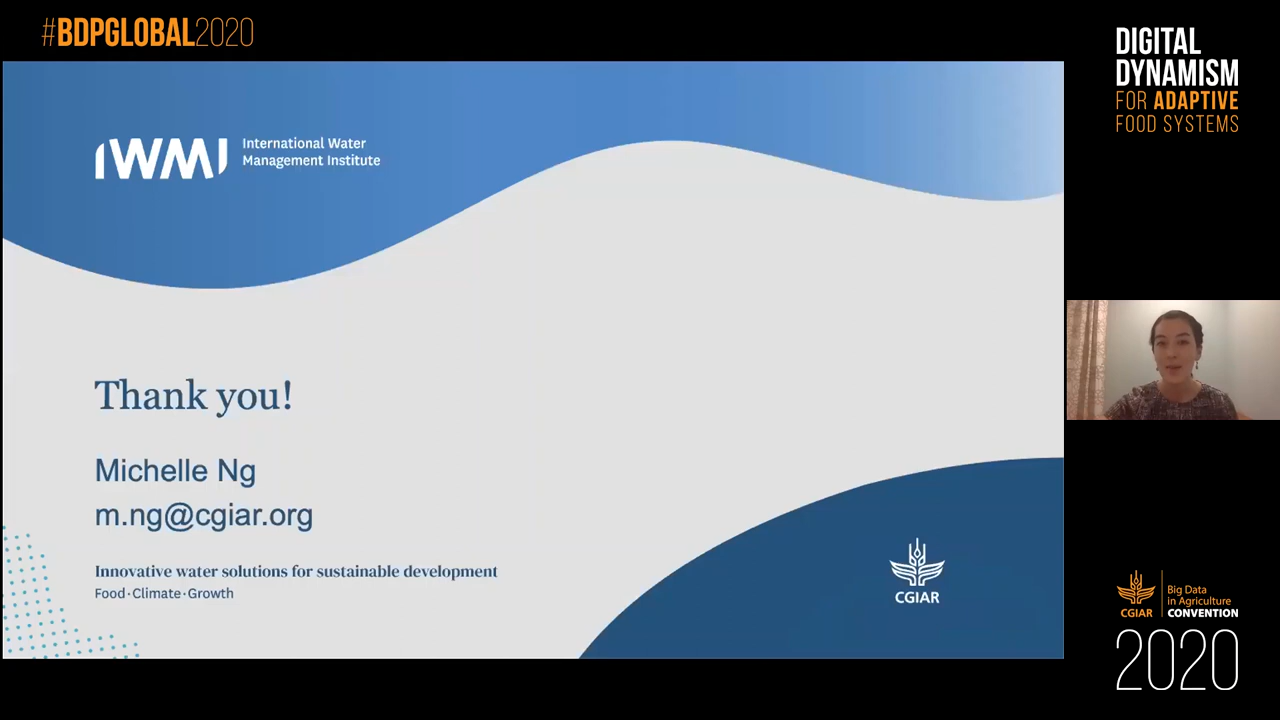 #BDPGLOBAL2020
DIGITAL
DYNAMISM
FOR ADAPTIVE
FOOD SYSTEMS
IWMI
International Water
Management Institute
Thank you!
Michelle Ng
m.ng@cgiar.org
Innovative water solutions for sustainable development
Food·Climate·Growth
CGIAR
CGIAR
Big Data
in Agriculture
CONVENTION
2020